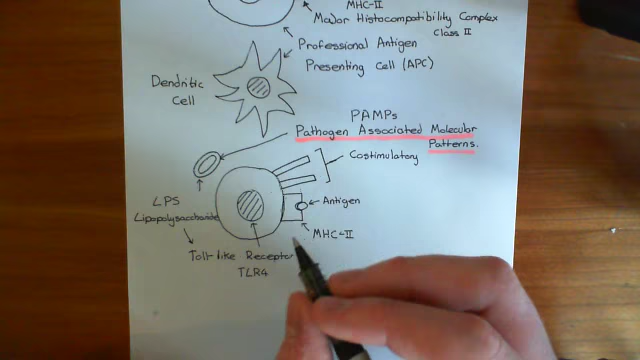 MHC-II
Major Histocompatibility Complex
Class II
Professional Antigen
Presenting Cell (APC)
Dendritic
Cell
PAMPs
Pathogen Associated Molecular
Patterns.
Costimulatory
LPS
Lipopolysaccharide
Antigen
MHC-II
Toll-like Receptor
TLR4